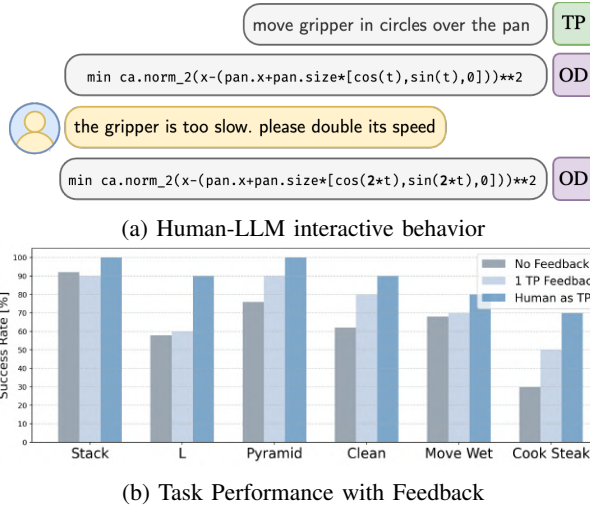 move gripper in circles over the pan
TP
min ca.norm_2(x-(pan.x+pan.size*[cos(t),sin(t),0]))**2
OD
the gripper is too slow. please double its speed
min ca.norm_2(x-(pan.x+pan.size*[cos(2*t),sin(2*t),0]))**2
OD
(a) Human-LLM interactive behavior
Success Rate [%]
100
90
80
70
60
50
40
30
20
10
0
No Feedback
1 TP Feedback
Human as TP
Stack
L
Pyramid
Clean
Move Wet
Cook Steak
(b) Task Performance with Feedback